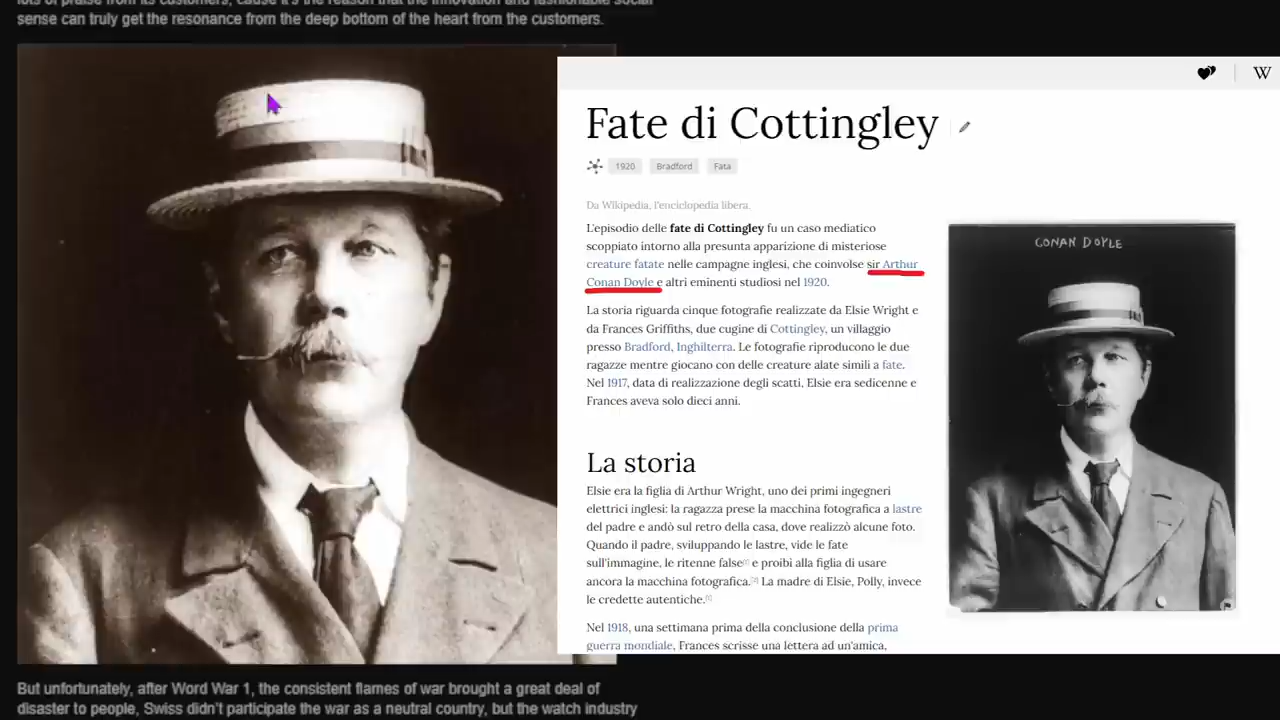 lots of praise from its customers, cause it's the reason that the innovation and fashionable social
sense can truly get the resonance from the deep bottom of the heart from the customers.
W
Fate di Cottingley
1920 Bradford Fata
Da Wikipedia, l'enciclopedia libera.
L'episodio delle fate di Cottingley fu un caso mediatico
scoppiato intorno alla presunta apparizione di misteriose
creature fatate nelle campagne inglesi, che coinvolse sir Arthur
Conan Doyle e altri eminenti studiosi nel 1920.
La storia riguarda cinque fotografie realizzate da Elsie Wright e
da Frances Griffiths, due cugine di Cottingley, un villaggio
presso Bradford, Inghilterra. Le fotografie riproducono le due
ragazze mentre giocano con delle creature alate simili a fate.
Nel 1917, data di realizzazione degli scatti, Elsie era sedicenne e
Frances aveva solo dieci anni.
CONAN DOYLE
La storia
Elsie era la figlia di Arthur Wright, uno dei primi ingegneri
elettrici inglesi: la ragazza prese la macchina fotografica a lastre
del padre e andò sul retro della casa, dove realizzò alcune foto.
Quando il padre, sviluppando le lastre, vide le fate
sull'immagine, le ritenne false[1] e proibì alla figlia di usare
ancora la macchina fotografica.[2] La madre di Elsie, Polly, invece
le credette autentiche.[1]
Nel 1918, una settimana prima della conclusione della prima
guerra mondiale, Frances scrisse una lettera ad un'amica,
But unfortunately, after Word War 1, the consistent flames of war brought a great deal of
disaster to people, Swiss didn't participate the war as a neutral country, but the watch industry